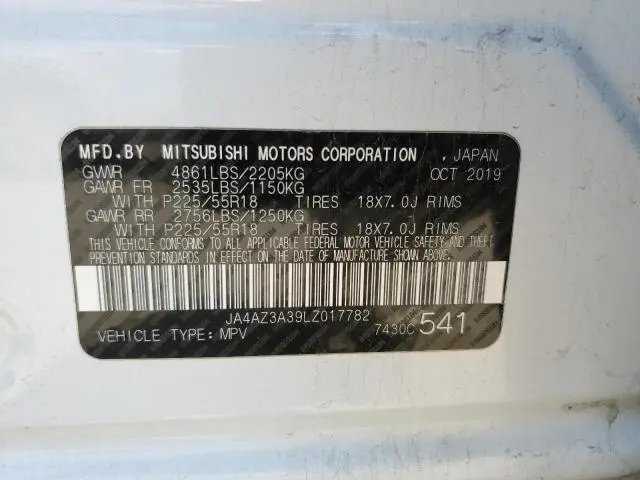 MFD.BY MITSUBISHI MOTORS CORPORATION , JAPAN
GVWR 4861LBS/2205KG OCT 2019
GAWR FR 2535LBS/1150KG
WITH P225/55R18 TIRES 18X7.0J RIMS
GAWR RR 2756LBS/1250KG
WITH P225/55R18 TIRES 18X7.0J RIMS
THIS VEHICLE CONFORMS TO ALL APPLICABLE FEDERAL MOTOR VEHICLE SAFETY AND THEFT
PREVENTION STANDARDS IN EFFECT ON THE DATE OF MANUFACTURE SHOWN ABOVE.
JA4AZ3A39LZ017782
VEHICLE TYPE: MPV 7430C 541